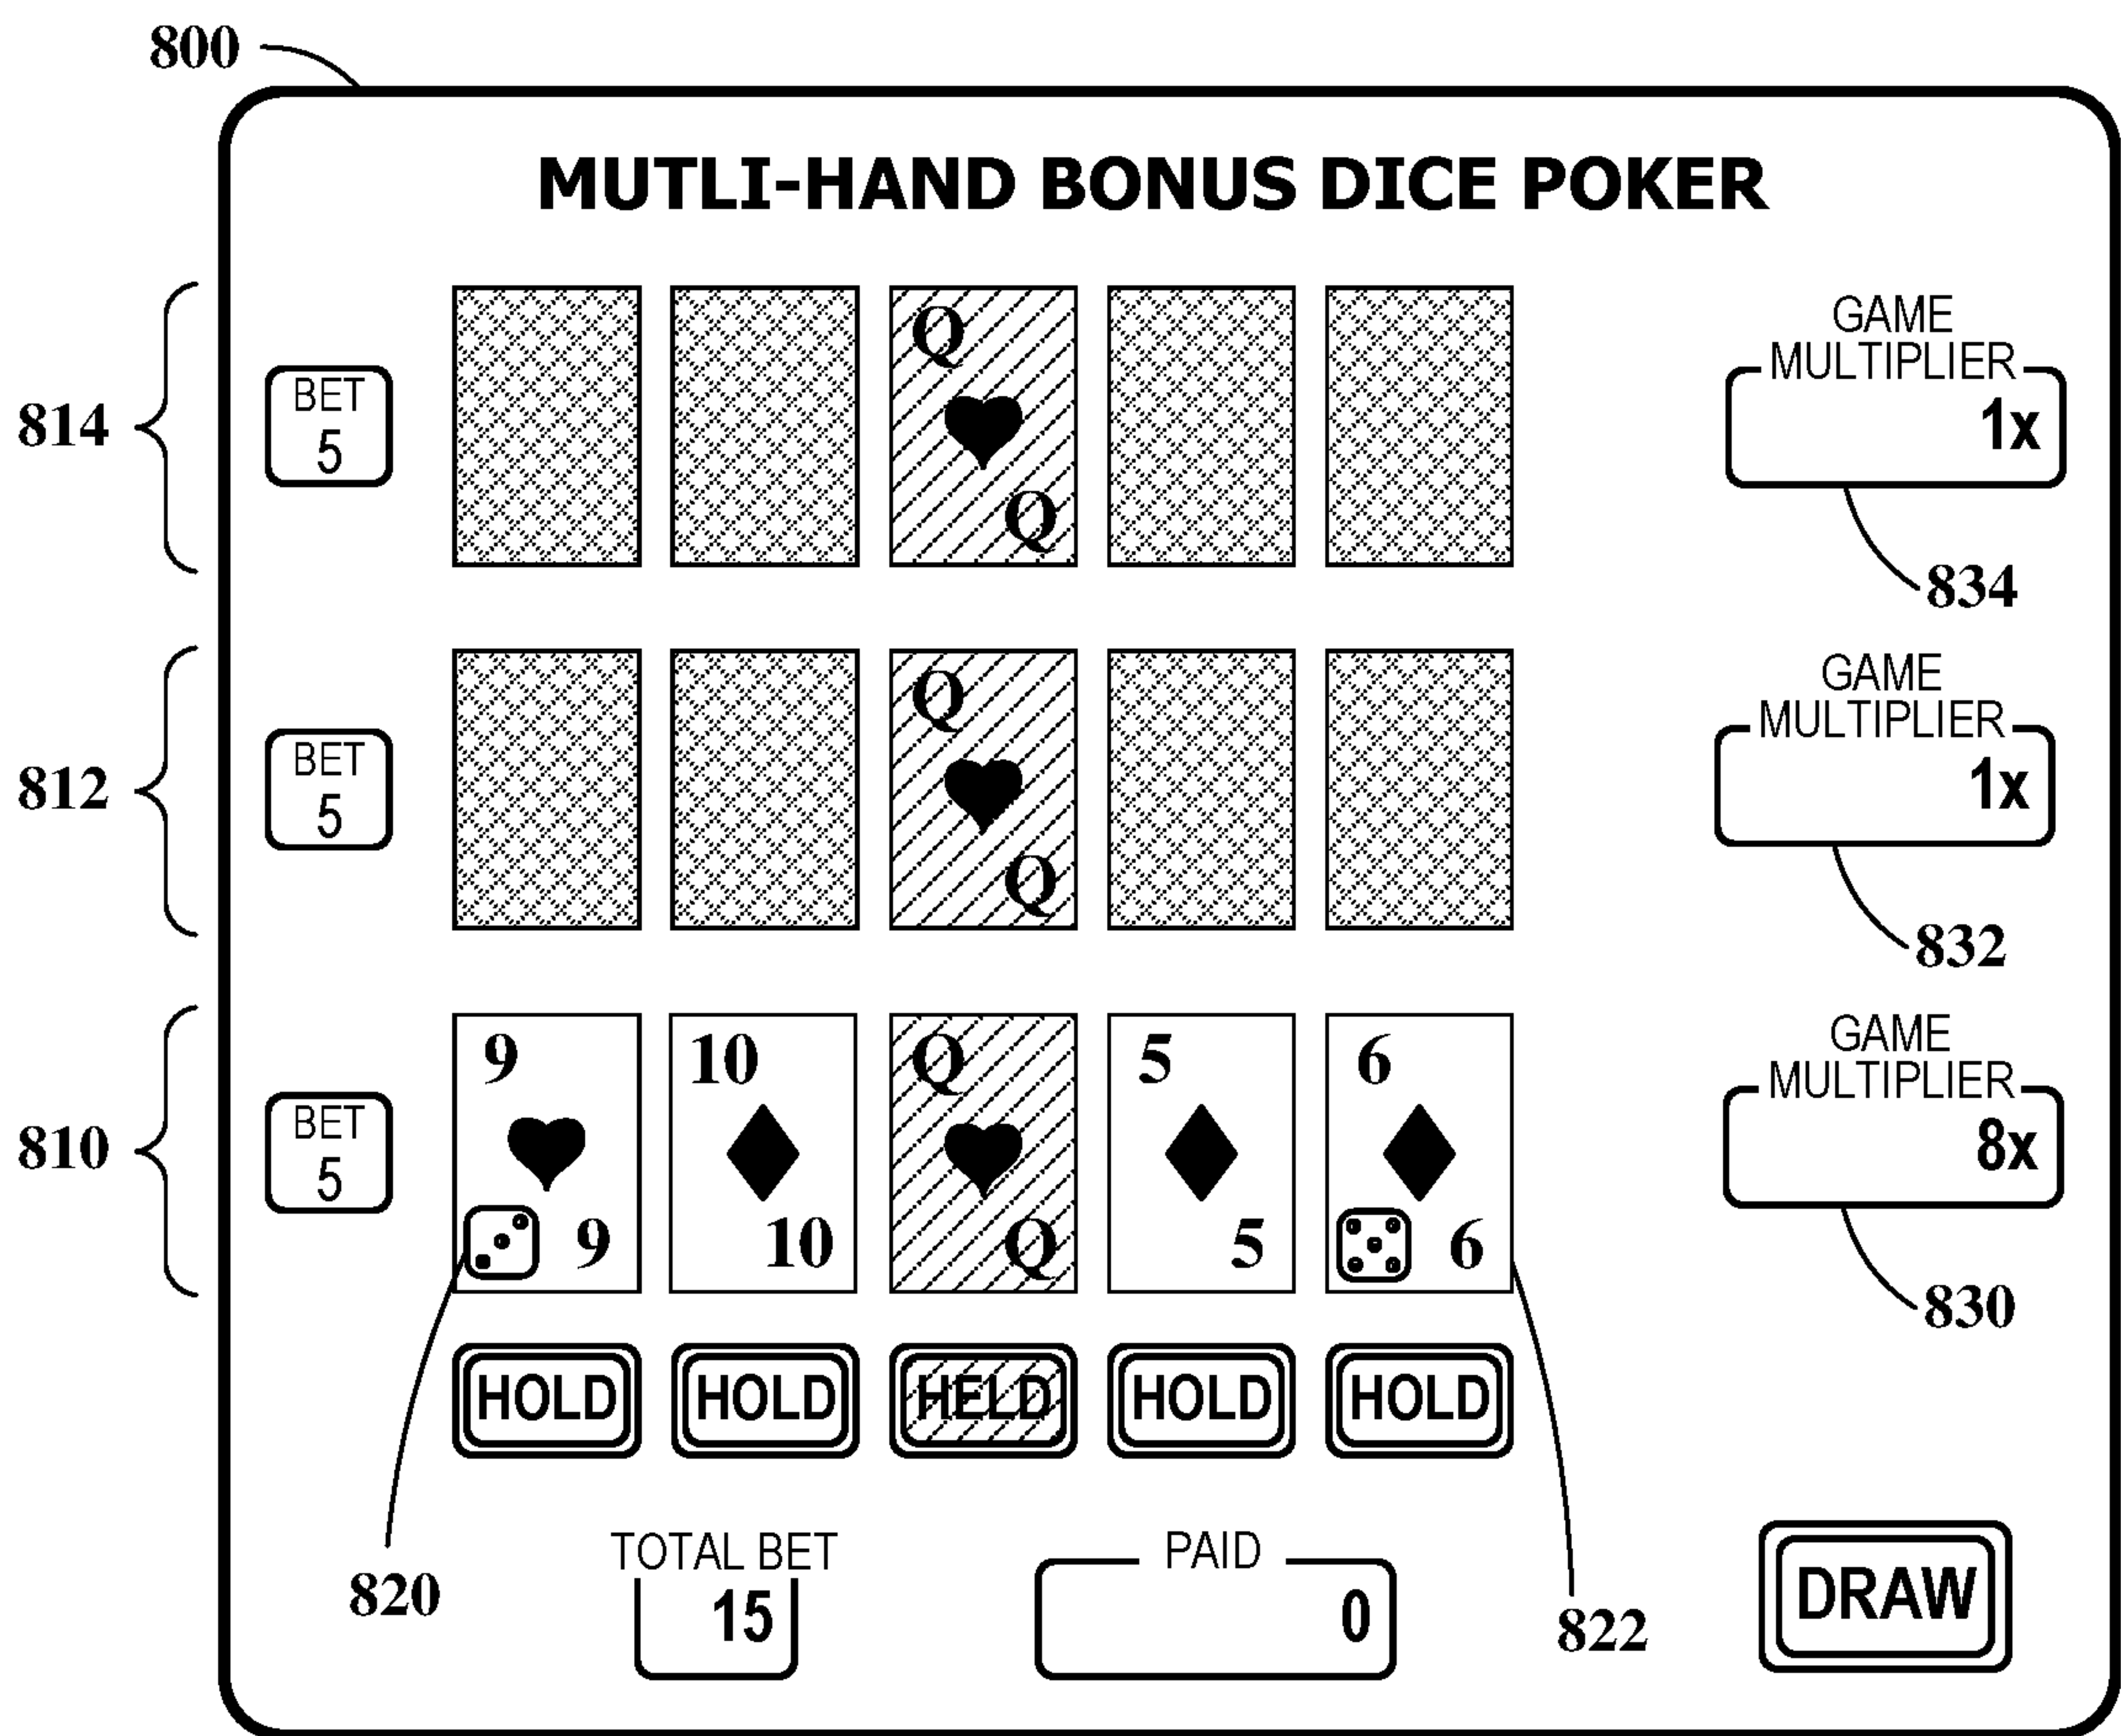 800
MUTLI-HAND BONUS DICE POKER
814
BET
5
Q
Q
GAME
MULTIPLIER
1x
834
812
BET
5
Q
Q
GAME
MULTIPLIER
1x
832
810
BET
5
9
9
10
10
Q
Q
5
5
6
6
GAME
MULTIPLIER
8x
830
HOLD HOLD HELD HOLD HOLD
820
TOTAL BET
15
PAID
0
822
DRAW